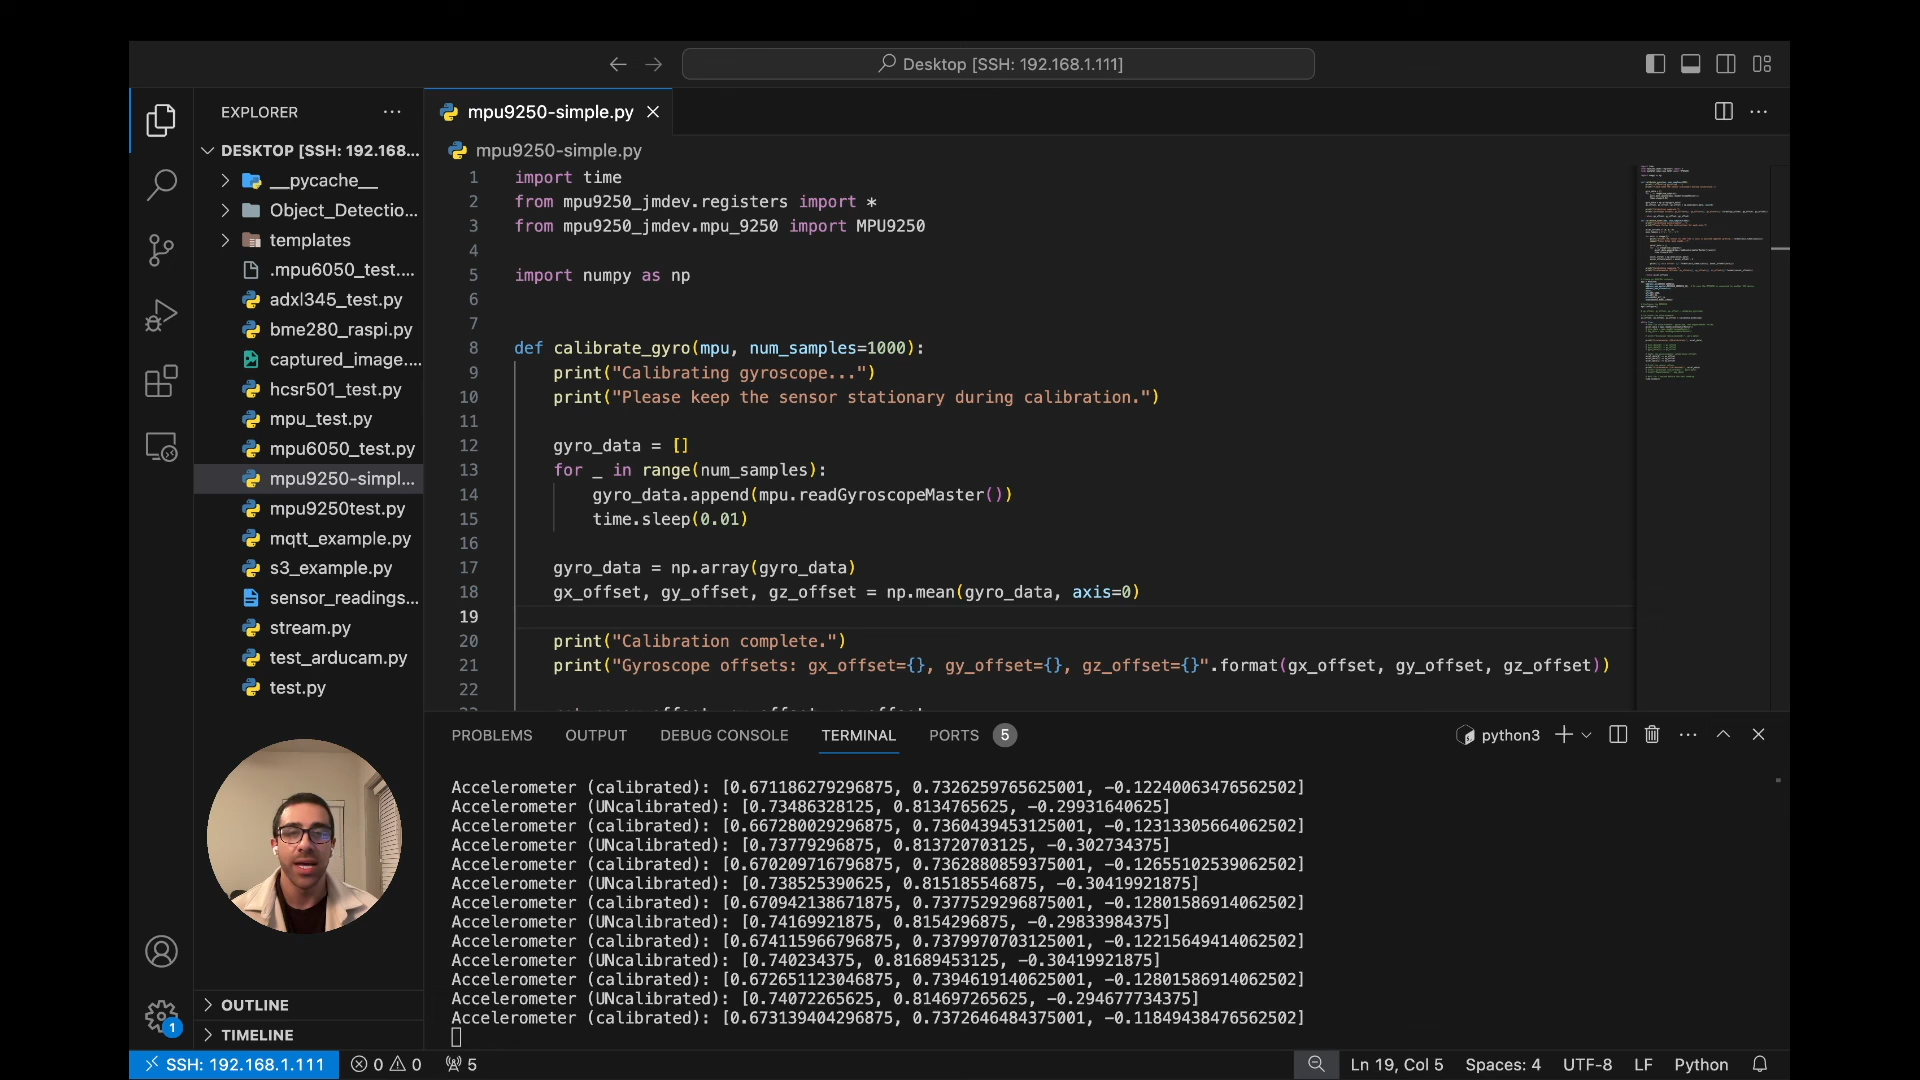 Desktop [SSH: 192.168.1.111]
EXPLORER
DESKTOP [SSH: 192.168...
__pycache__
Object_Detectio...
templates
.mpu6050_test....
adxl345_test.py
bme280_raspi.py
captured_image....
hcsr501_test.py
mpu_test.py
mpu6050_test.py
mpu9250-simpl...
mpu9250test.py
mqtt_example.py
s3_example.py
sensor_readings...
stream.py
test_arducam.py
test.py
OUTLINE
TIMELINE
1
mpu9250-simple.py
mpu9250-simple.py
1 import time
2 from mpu9250_jmdev.registers import *
3 from mpu9250_jmdev.mpu_9250 import MPU9250
4
5 import numpy as np
6
7
8 def calibrate_gyro(mpu, num_samples=1000):
9 print("Calibrating gyroscope...")
10 print("Please keep the sensor stationary during calibration.")
11
12 gyro_data = []
13 for _ in range(num_samples):
14 gyro_data.append(mpu.readGyroscopeMaster())
15 time.sleep(0.01)
16
17 gyro_data = np.array(gyro_data)
18 gx_offset, gy_offset, gz_offset = np.mean(gyro_data, axis=0)
19
20 print("Calibration complete.")
21 print("Gyroscope offsets: gx_offset={}, gy_offset={}, gz_offset={}".format(gx_offset, gy_offset, gz_offset))
22
PROBLEMS OUTPUT DEBUG CONSOLE TERMINAL PORTS 5 python3
Accelerometer (calibrated): [0.671186279296875, 0.7326259765625001, -0.12240063476562502]
Accelerometer (UNcalibrated): [0.73486328125, 0.8134765625, -0.29931640625]
Accelerometer (calibrated): [0.667280029296875, 0.7360439453125001, -0.12313305664062502]
Accelerometer (UNcalibrated): [0.73779296875, 0.813720703125, -0.302734375]
Accelerometer (calibrated): [0.670209716796875, 0.7362880859375001, -0.12655102539062502]
Accelerometer (UNcalibrated): [0.738525390625, 0.815185546875, -0.30419921875]
Accelerometer (calibrated): [0.670942138671875, 0.7377529296875001, -0.12801586914062502]
Accelerometer (UNcalibrated): [0.74169921875, 0.8154296875, -0.29833984375]
Accelerometer (calibrated): [0.674115966796875, 0.7379970703125001, -0.12215649414062502]
Accelerometer (UNcalibrated): [0.740234375, 0.81689453125, -0.30419921875]
Accelerometer (calibrated): [0.672651123046875, 0.7394619140625001, -0.12801586914062502]
Accelerometer (UNcalibrated): [0.74072265625, 0.814697265625, -0.294677734375]
Accelerometer (calibrated): [0.673139404296875, 0.7372646484375001, -0.11849438476562502]
SSH: 192.168.1.111 0 0 5 Ln 19, Col 5 Spaces: 4 UTF-8 LF Python